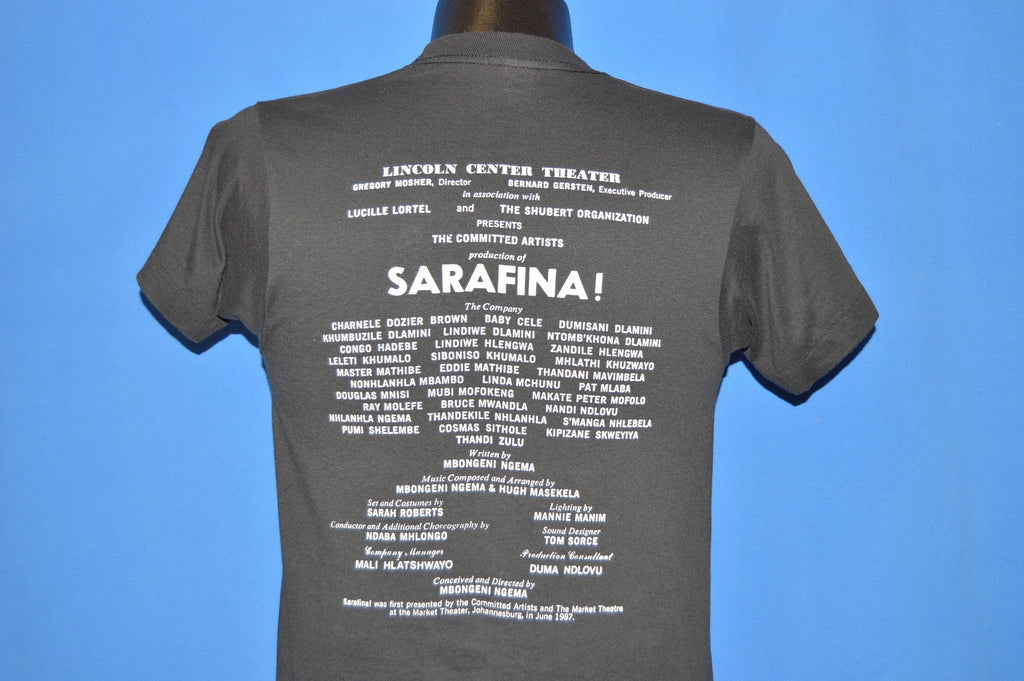 LINCOLN CENTER THEATER
GREGORY MOSHER, Director BERNARD GERSTEN, Executive Producer
in association with
LUCILLE LORTEL and THE SHUBERT ORGANIZATION
PRESENTS
THE COMMITTED ARTISTS
production of
SARAFINA!
The Company
CHARNELE DOZIER BROWN BABY CELE DUMISANI DLAMINI
KHUMBUZILE DLAMINI LINDIWE DLAMINI NTOMB'KHONA DLAMINI
CONGO HADEBE LINDIWE HLENGWA ZANDILE HLENGWA
LELETI KHUMALO SIBONISO KHUMALO MHLATHI KHUZWAYO
MASTER MATHIBE EDDIE MATHIBE THANDANI MAVIMBELA
NONHLANHLA MBAMBO LINDA MCHUNU PAT MLABA
DOUGLAS MNISI MUBI MOFOKENG MAKATE PETER MOFOLO
RAY MOLEFE BRUCE MWANDLA NANDI NDLOVU
NHLANHLA NGEMA THANDEKILE NHLANHLA S'MANGA NHLEBELA
PUMI SHELEMBE COSMAS SITHOLE KIPIZANE SKWEYIYA
THANDI ZULU
Written by
MBONGENI NGEMA
Music Composed and Arranged by
MBONGENI NGEMA & HUGH MASEKELA
Set and Costumes by Lighting by
SARAH ROBERTS MANNIE MANIM
Conductor and Additional Choreography by Sound Designer
NDABA MHLONGO TOM SORCE
Company Manager Production Consultant
MALI HLATSHWAYO DUMA NDLOVU
Conceived and Directed by
MBONGENI NGEMA
Sarafina! was first presented by the Committed Artists and The Market Theatre
at the Market Theater, Johannesburg, in June 1987.